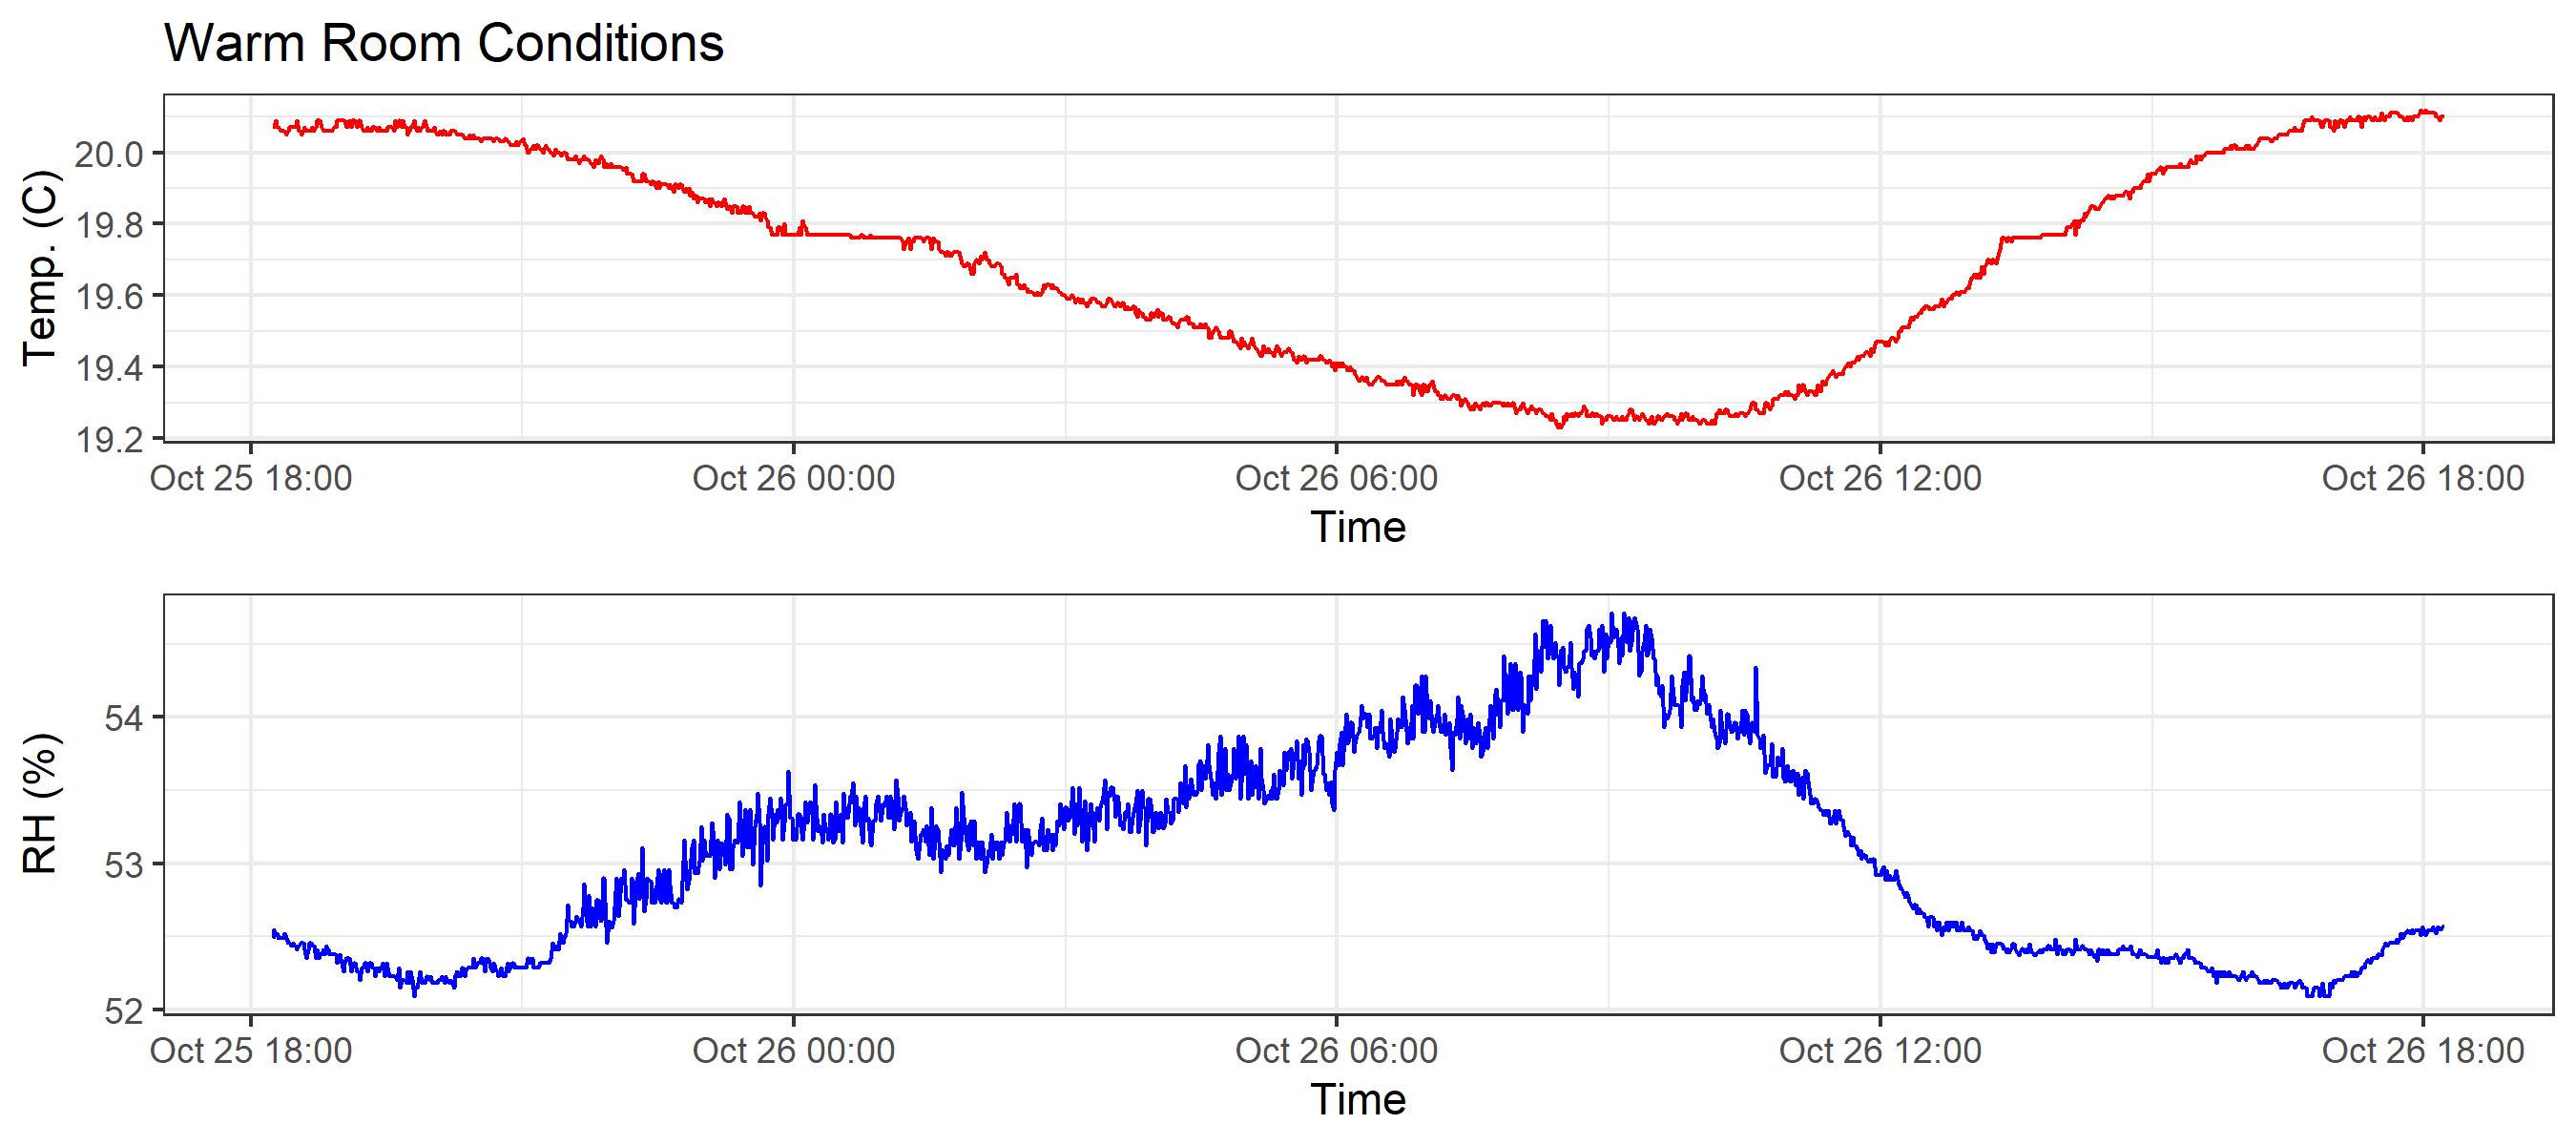 Warm Room Conditions
Temp. (C)
20.0
19.8
19.6
19.4
19.2
Oct 25 18:00 Oct 26 00:00 Oct 26 06:00 Oct 26 12:00 Oct 26 18:00
Time
RH (%)
54
53
52
Oct 25 18:00 Oct 26 00:00 Oct 26 06:00 Oct 26 12:00 Oct 26 18:00
Time